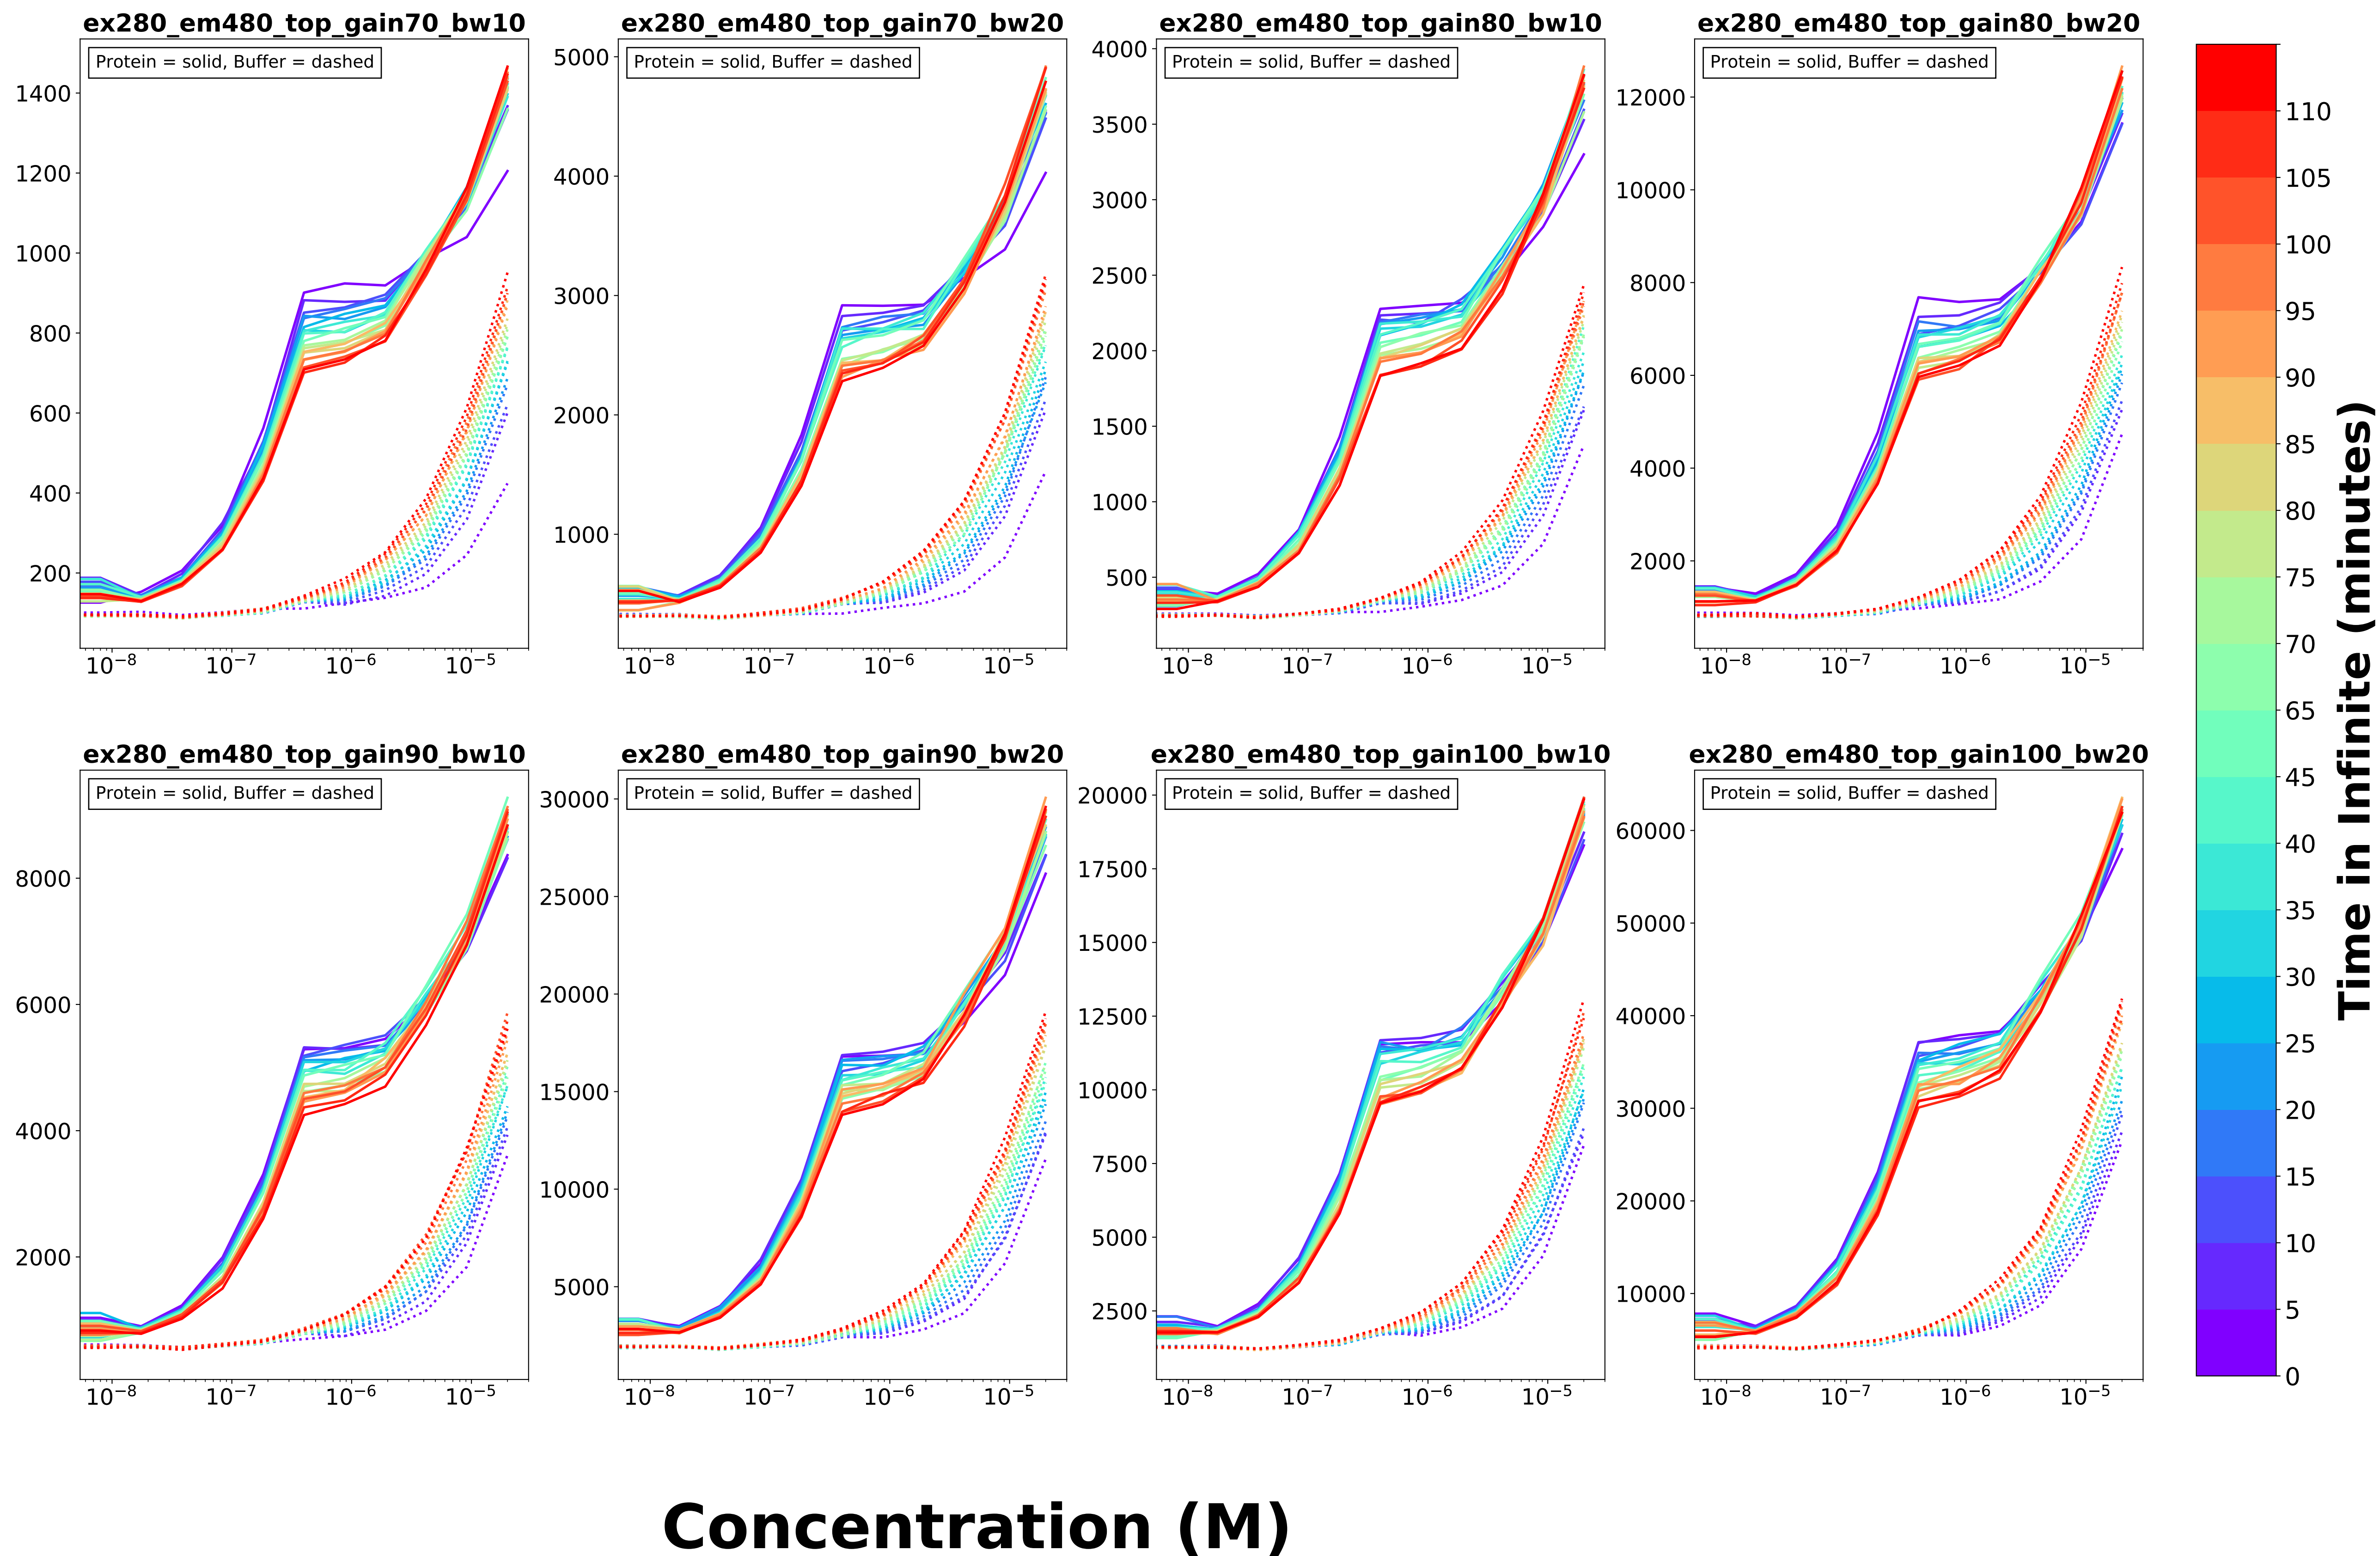 ex280_em480_top_gain70_bw10
Protein = solid, Buffer = dashed
1400
1200
1000
800
600
400
200
10⁻⁸ 10⁻⁷ 10⁻⁶ 10⁻⁵
ex280_em480_top_gain70_bw20
Protein = solid, Buffer = dashed
5000
4000
3000
2000
1000
10⁻⁸ 10⁻⁷ 10⁻⁶ 10⁻⁵
ex280_em480_top_gain80_bw10
Protein = solid, Buffer = dashed
4000
3500
3000
2500
2000
1500
1000
500
10⁻⁸ 10⁻⁷ 10⁻⁶ 10⁻⁵
ex280_em480_top_gain80_bw20
Protein = solid, Buffer = dashed
12000
10000
8000
6000
4000
2000
10⁻⁸ 10⁻⁷ 10⁻⁶ 10⁻⁵
ex280_em480_top_gain90_bw10
Protein = solid, Buffer = dashed
8000
6000
4000
2000
10⁻⁸ 10⁻⁷ 10⁻⁶ 10⁻⁵
ex280_em480_top_gain90_bw20
Protein = solid, Buffer = dashed
30000
25000
20000
15000
10000
5000
10⁻⁸ 10⁻⁷ 10⁻⁶ 10⁻⁵
ex280_em480_top_gain100_bw10
Protein = solid, Buffer = dashed
20000
17500
15000
12500
10000
7500
5000
2500
10⁻⁸ 10⁻⁷ 10⁻⁶ 10⁻⁵
ex280_em480_top_gain100_bw20
Protein = solid, Buffer = dashed
60000
50000
40000
30000
20000
10000
10⁻⁸ 10⁻⁷ 10⁻⁶ 10⁻⁵
110
105
100
95
90
85
80
75
70
65
45
40
35
30
25
20
15
10
5
0
Time in Infinite (minutes)
Concentration (M)